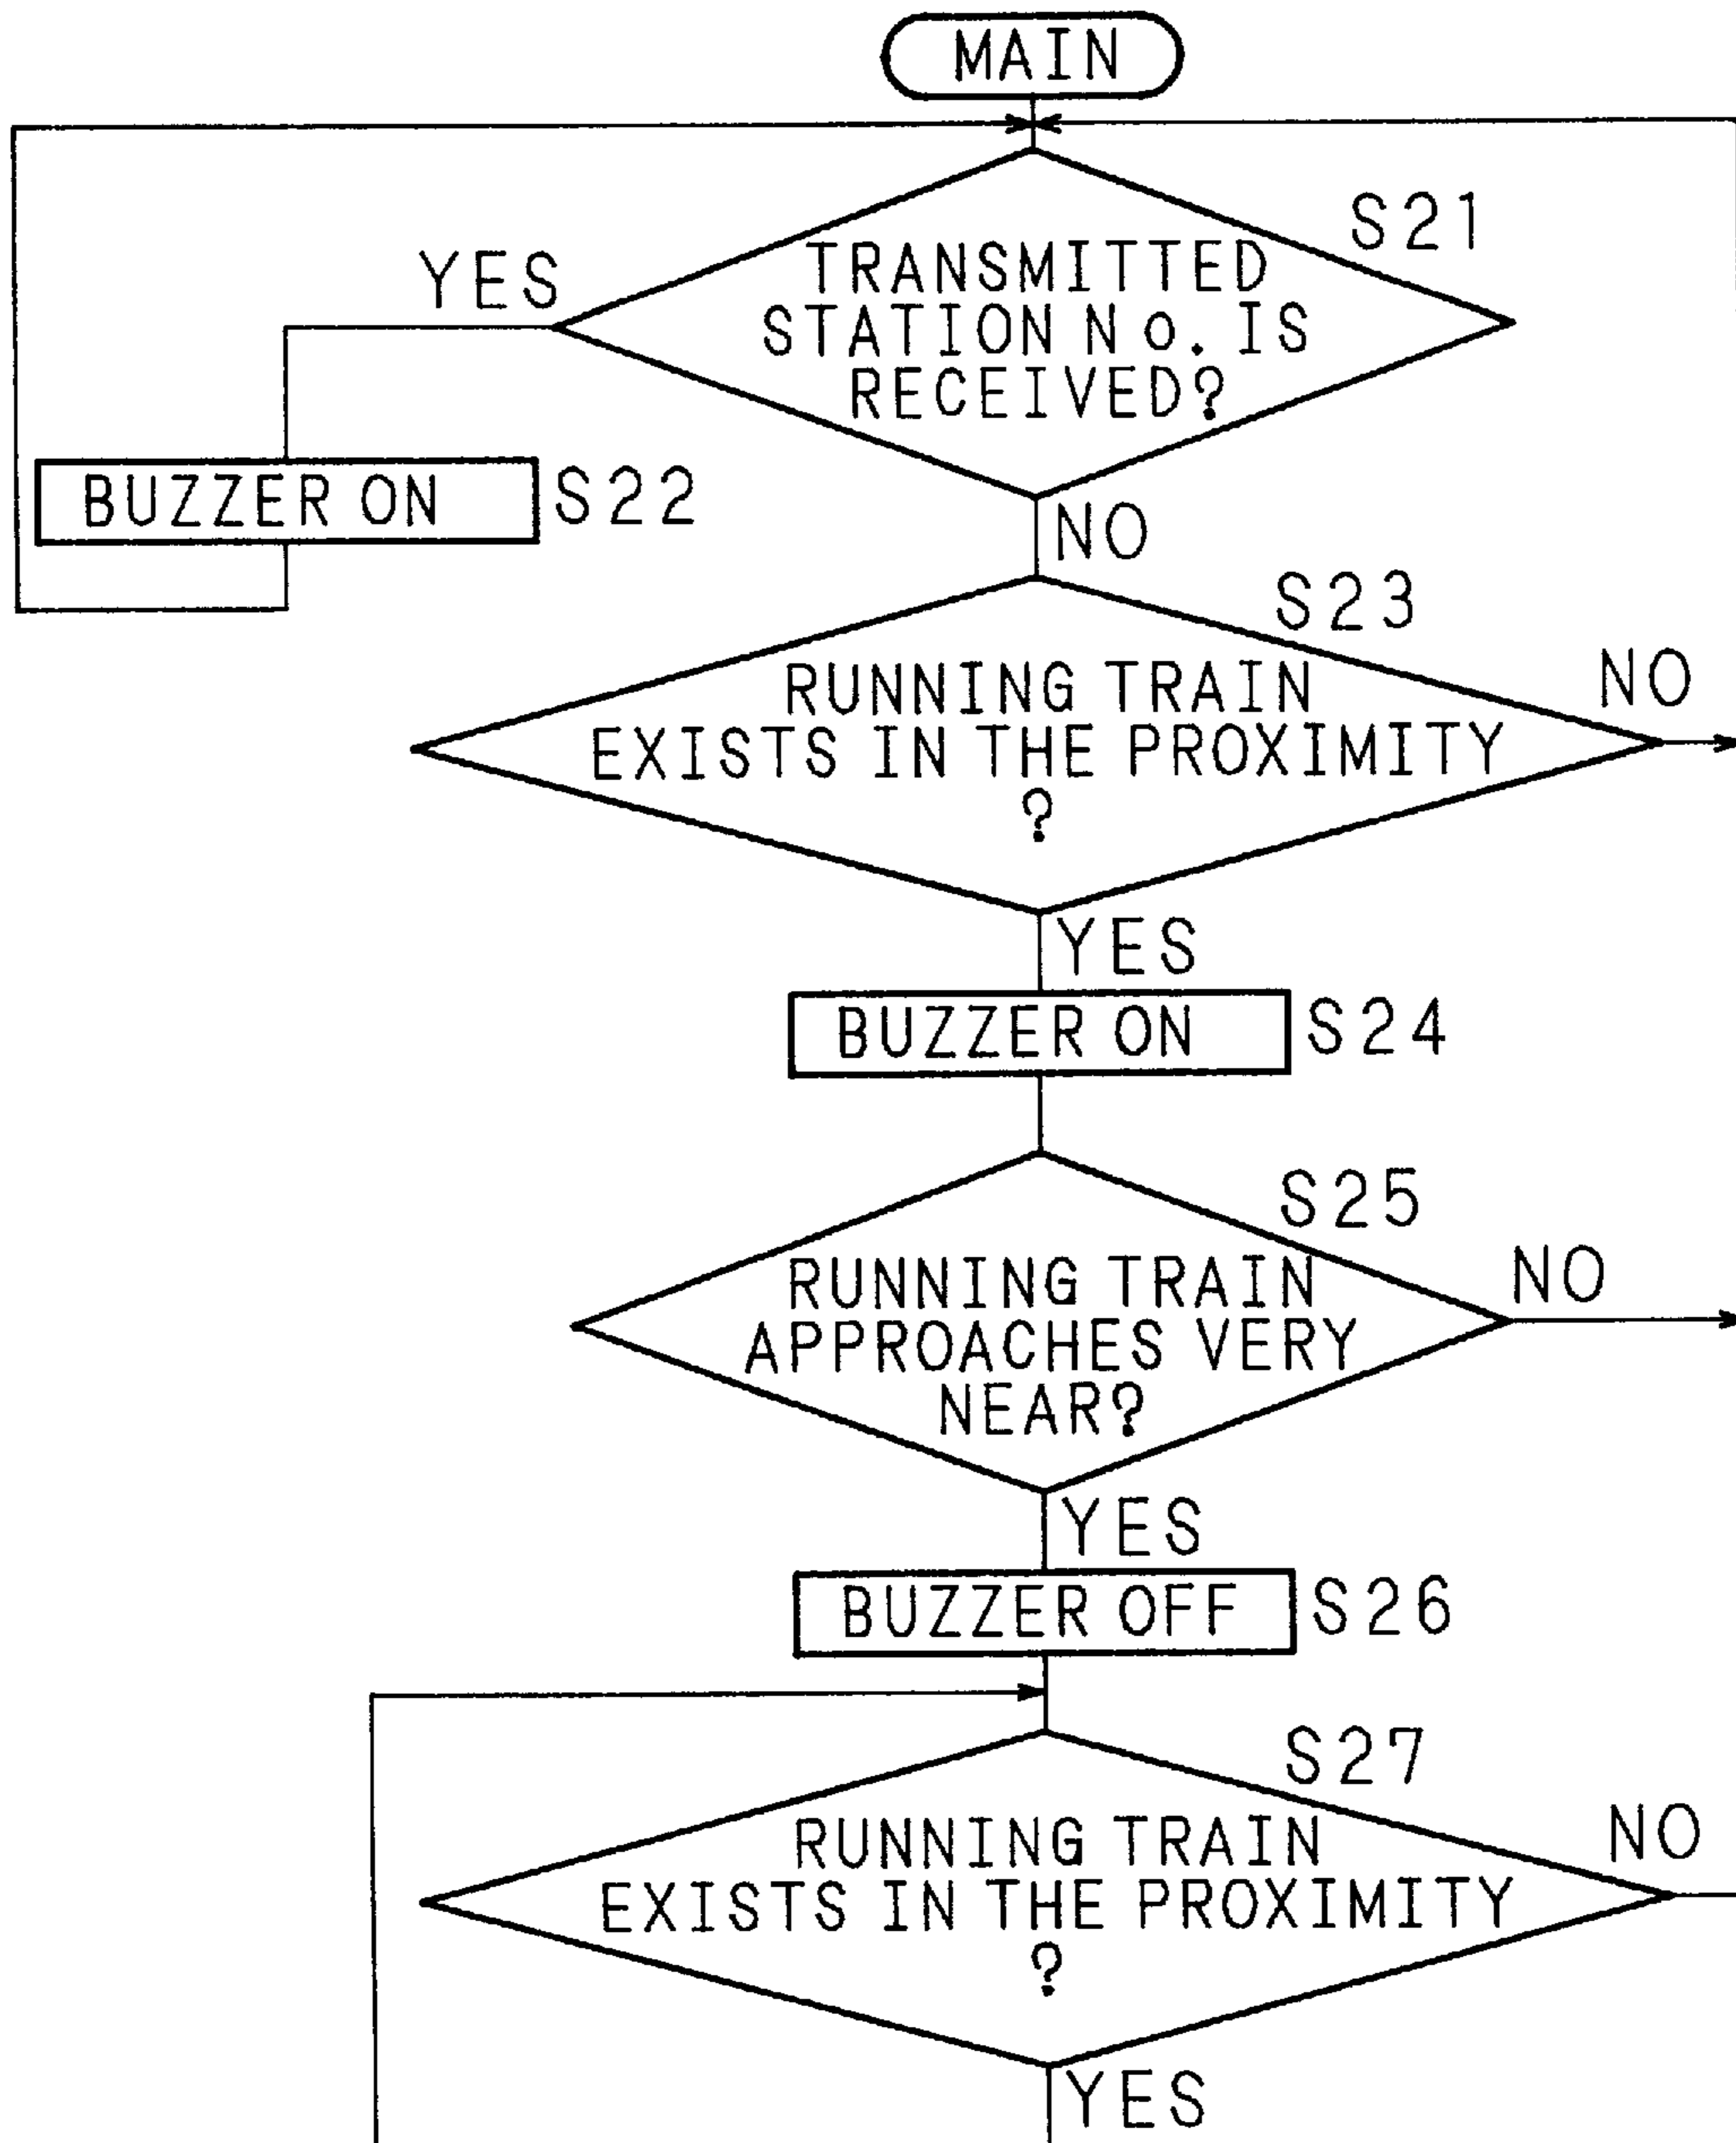 MAIN
S21
YES
TRANSMITTED
STATION No. IS
RECEIVED?
BUZZER ON
S22
NO
S23
RUNNING TRAIN
EXISTS IN THE PROXIMITY
?
NO
YES
BUZZER ON
S24
S25
RUNNING TRAIN
APPROACHES VERY
NEAR?
NO
YES
BUZZER OFF
S26
S27
RUNNING TRAIN
EXISTS IN THE PROXIMITY
?
NO
YES